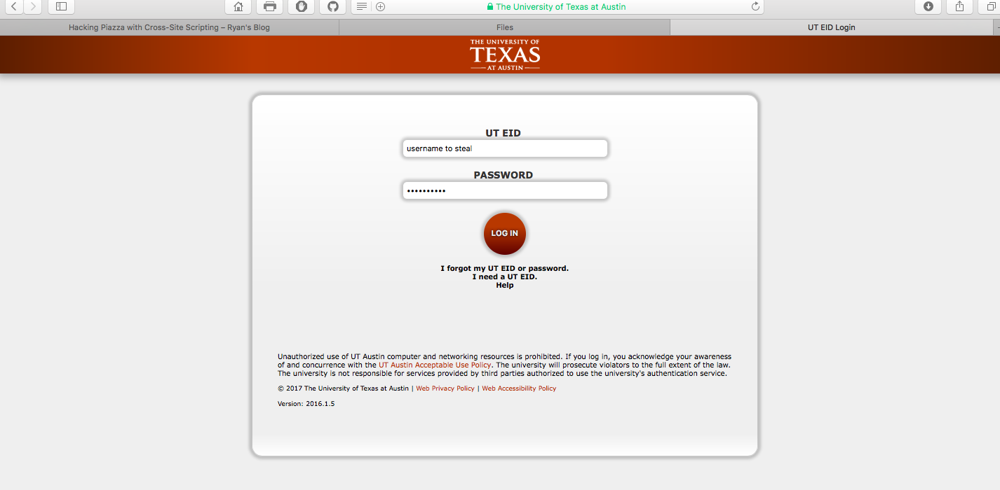 The University of Texas at Austin
Hacking Piazza with Cross-Site Scripting – Ryan's Blog
Files
UT EID Login
THE UNIVERSITY OF
TEXAS
AT AUSTIN
UT EID
username to steal
PASSWORD
••••••••••
LOG IN
I forgot my UT EID or password.
I need a UT EID.
Help
Unauthorized use of UT Austin computer and networking resources is prohibited. If you log in, you acknowledge your awareness
of and concurrence with the UT Austin Acceptable Use Policy. The university will prosecute violators to the full extent of the law.
The university is not responsible for services provided by third parties authorized to use the university's authentication service.
© 2017 The University of Texas at Austin | Web Privacy Policy | Web Accessibility Policy
Version: 2016.1.5